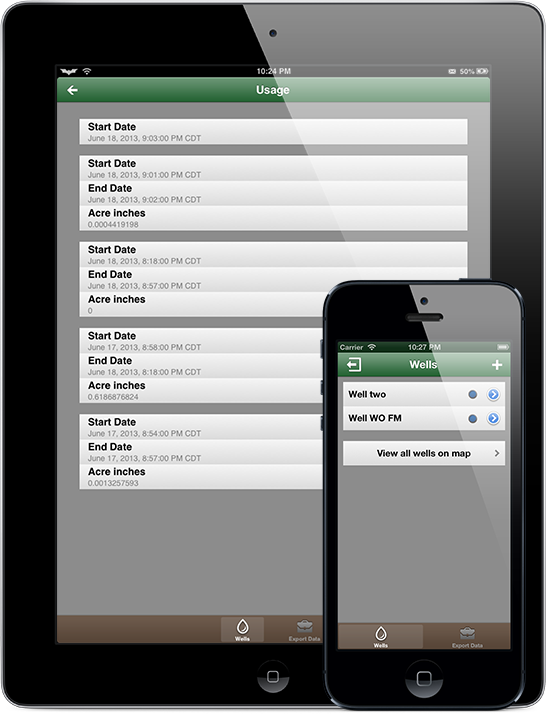 10:24 PM
50%
Usage
Start Date
June 18, 2013, 9:03:00 PM CDT
Start Date
June 18, 2013, 9:01:00 PM CDT
End Date
June 18, 2013, 9:02:00 PM CDT
Acre inches
0.0004419198
Start Date
June 18, 2013, 8:18:00 PM CDT
End Date
June 18, 2013, 8:57:00 PM CDT
Acre inches
0
Start Date
June 17, 2013, 8:58:00 PM CDT
End Date
June 18, 2013, 8:18:00 PM CDT
Acre inches
0.6186876824
Start Date
June 17, 2013, 8:54:00 PM CDT
End Date
June 17, 2013, 8:57:00 PM CDT
Acre inches
0.0013257593
Wells
Export Data
Carrier
10:27 PM
Wells
Well two
Well WO FM
View all wells on map
Wells
Export Data